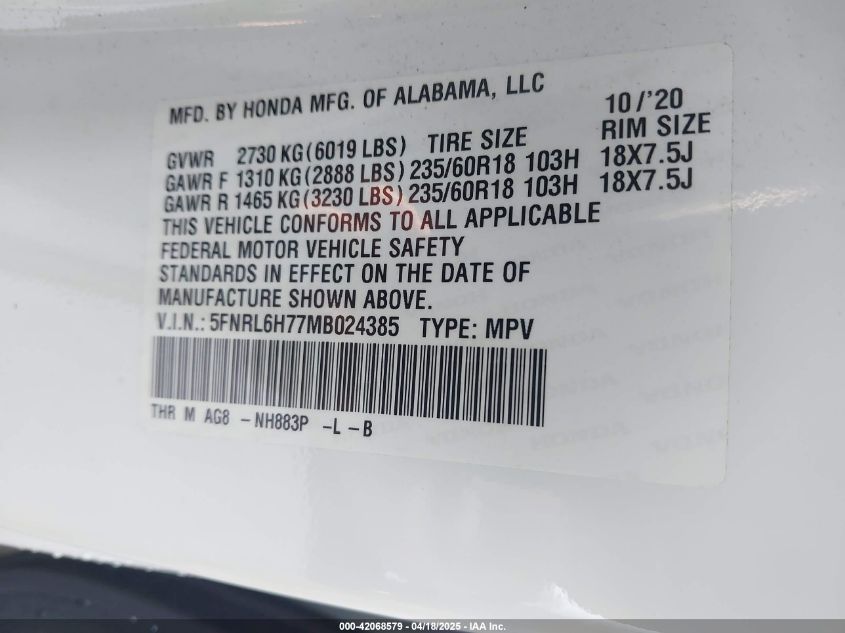 MFD. BY HONDA MFG. OF ALABAMA, LLC 10/'20
GVWR 2730 KG (6019 LBS) TIRE SIZE RIM SIZE
GAWR F 1310 KG (2888 LBS) 235/60R18 103H 18X7.5J
GAWR R 1465 KG (3230 LBS) 235/60R18 103H 18X7.5J
THIS VEHICLE CONFORMS TO ALL APPLICABLE
FEDERAL MOTOR VEHICLE SAFETY
STANDARDS IN EFFECT ON THE DATE OF
MANUFACTURE SHOWN ABOVE.
V.I.N.: 5FNRL6H77MB024385 TYPE: MPV
THR M AG8 -NH883P -L -B
000-42068579 - 04/18/2025 - IAA Inc.